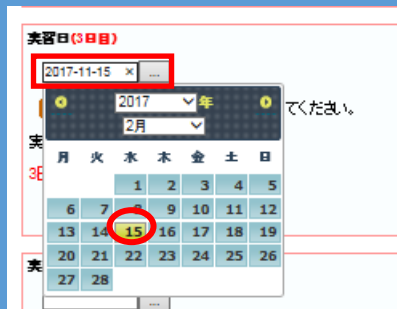 実習日(3日目)
2017-11-15 × ...
2017 年
てください。
2月
実
月 火 水 木 金 土 日
3E
1 2 3 4 5
6 7 8 9 10 11 12
13 14 15 16 17 18 19
20 21 22 23 24 25 26
実
27 28
...